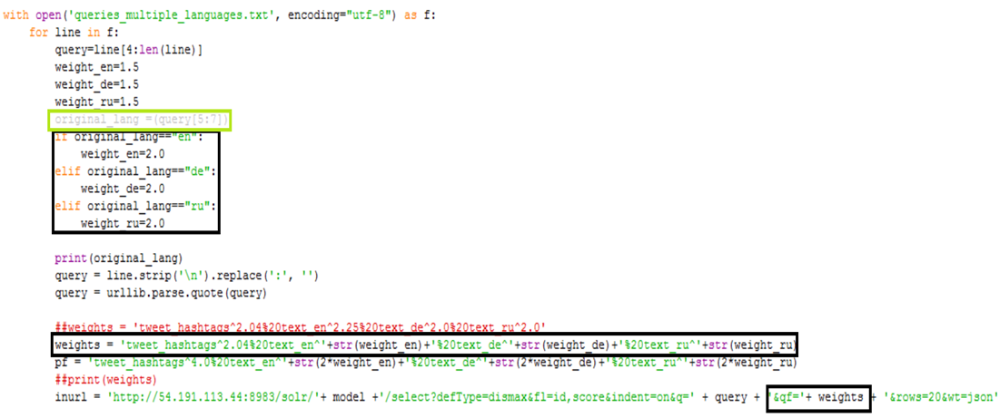 with open('queries_multiple_languages.txt', encoding="utf-8") as f:
    for line in f:
        query=line[4:len(line)]
        weight_en=1.5
        weight_de=1.5
        weight_ru=1.5
        original_lang =(query[5:7])
        if original_lang=="en":
            weight_en=2.0
        elif original_lang=="de":
            weight_de=2.0
        elif original_lang=="ru":
            weight_ru=2.0
        print(original_lang)
        query = line.strip('\n').replace(':', '')
        query = urllib.parse.quote(query)
        ##weights = 'tweet_hashtags^2.04%20text_en^2.25%20text_de^2.0%20text_ru^2.0'
        weights = 'tweet_hashtags^2.04%20text_en^'+str(weight_en)+'%20text_de^'+str(weight_de)+'%20text_ru^'+str(weight_ru)
        pf = 'tweet_hashtags^4.0%20text_en^'+str(2*weight_en)+'%20text_de^'+str(2*weight_de)+'%20text_ru^'+str(2*weight_ru)
        ##print(weights)
        inurl = 'http://54.191.113.44:8983/solr/'+ model +'/select?defType=dismax&fl=id,score&indent=on&q=' + query + '&qf='+ weights + '&rows=20&wt=json'